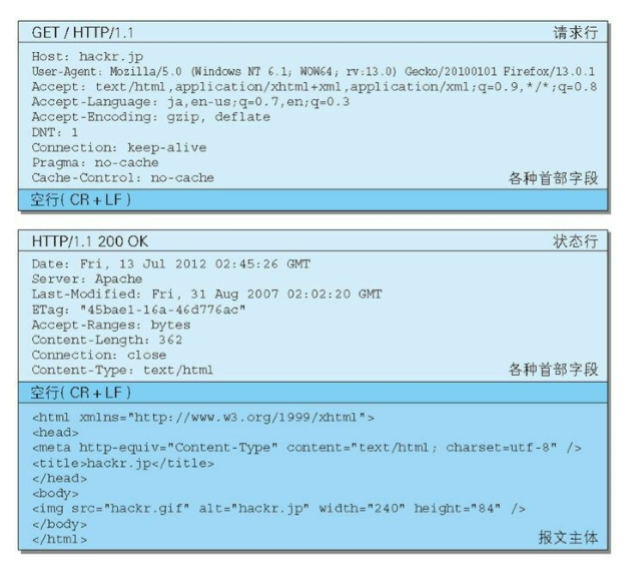 GET / HTTP/1.1 请求行
Host: hackr.jp
User-Agent: Mozilla/5.0 (Windows NT 6.1; WOW64; rv:13.0) Gecko/20100101 Firefox/13.0.1
Accept: text/html,application/xhtml+xml,application/xml;q=0.9,*/*;q=0.8
Accept-Language: ja,en-us;q=0.7,en;q=0.3
Accept-Encoding: gzip, deflate
DNT: 1
Connection: keep-alive
Pragma: no-cache
Cache-Control: no-cache 各种首部字段
空行( CR + LF )
HTTP/1.1 200 OK 状态行
Date: Fri, 13 Jul 2012 02:45:26 GMT
Server: Apache
Last-Modified: Fri, 31 Aug 2007 02:02:20 GMT
ETag: "45bae1-16a-46d776ac"
Accept-Ranges: bytes
Content-Length: 362
Connection: close
Content-Type: text/html 各种首部字段
空行( CR + LF )
<html xmlns="http://www.w3.org/1999/xhtml">
<head>
<meta http-equiv="Content-Type" content="text/html; charset=utf-8" />
<title>hackr.jp</title>
</head>
<body>
<img src="hackr.gif" alt="hackr.jp" width="240" height="84" />
</body>
</html> 报文主体